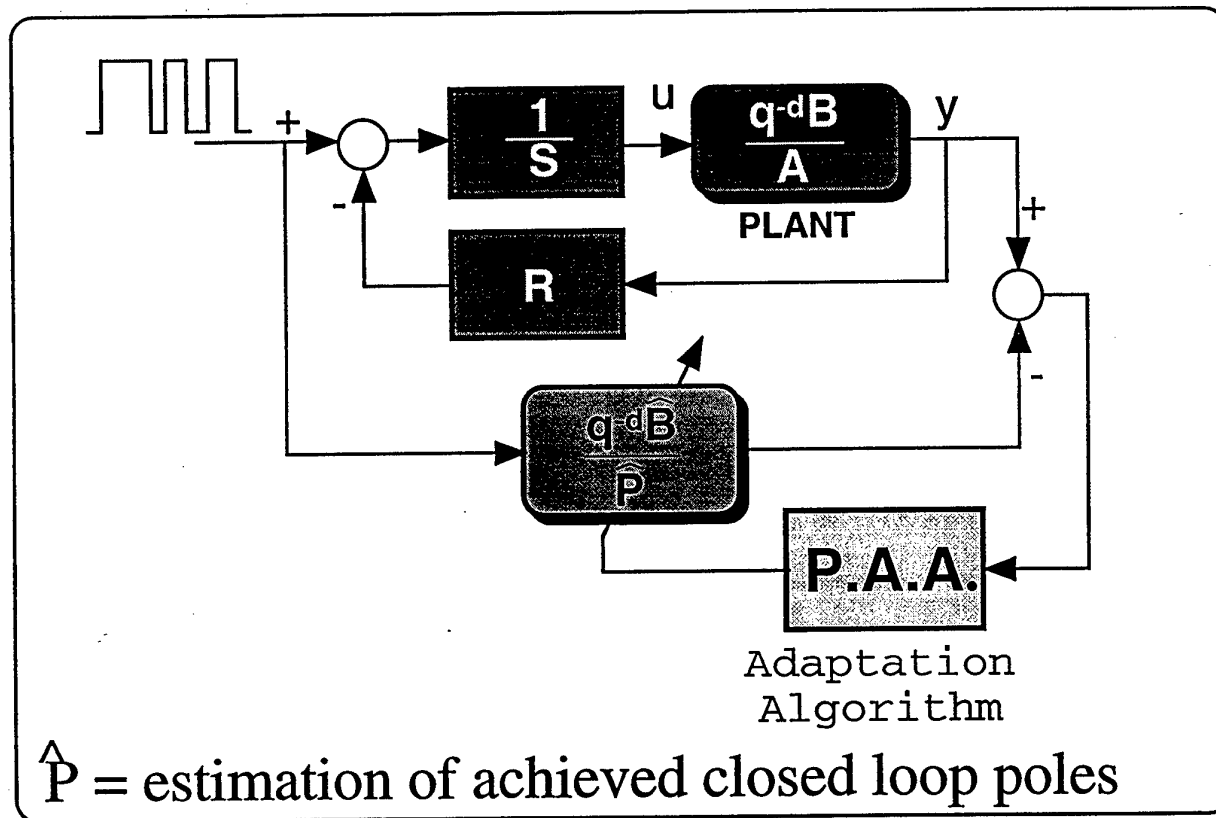 +
1
S
u
q-dB
A
y
PLANT
-
R
+
-
q-dB̂
P̂
P.A.A.
Adaptation
Algorithm
P̂ = estimation of achieved closed loop poles